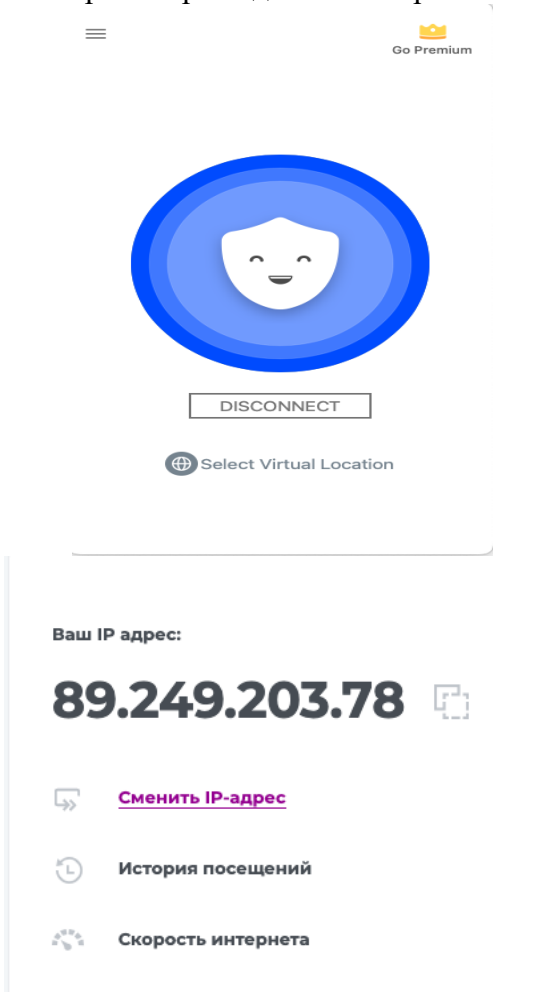 Go Premium
DISCONNECT
Select Virtual Location
Ваш IP адрес:
89.249.203.78
Сменить IP-адрес
История посещений
Скорость интернета